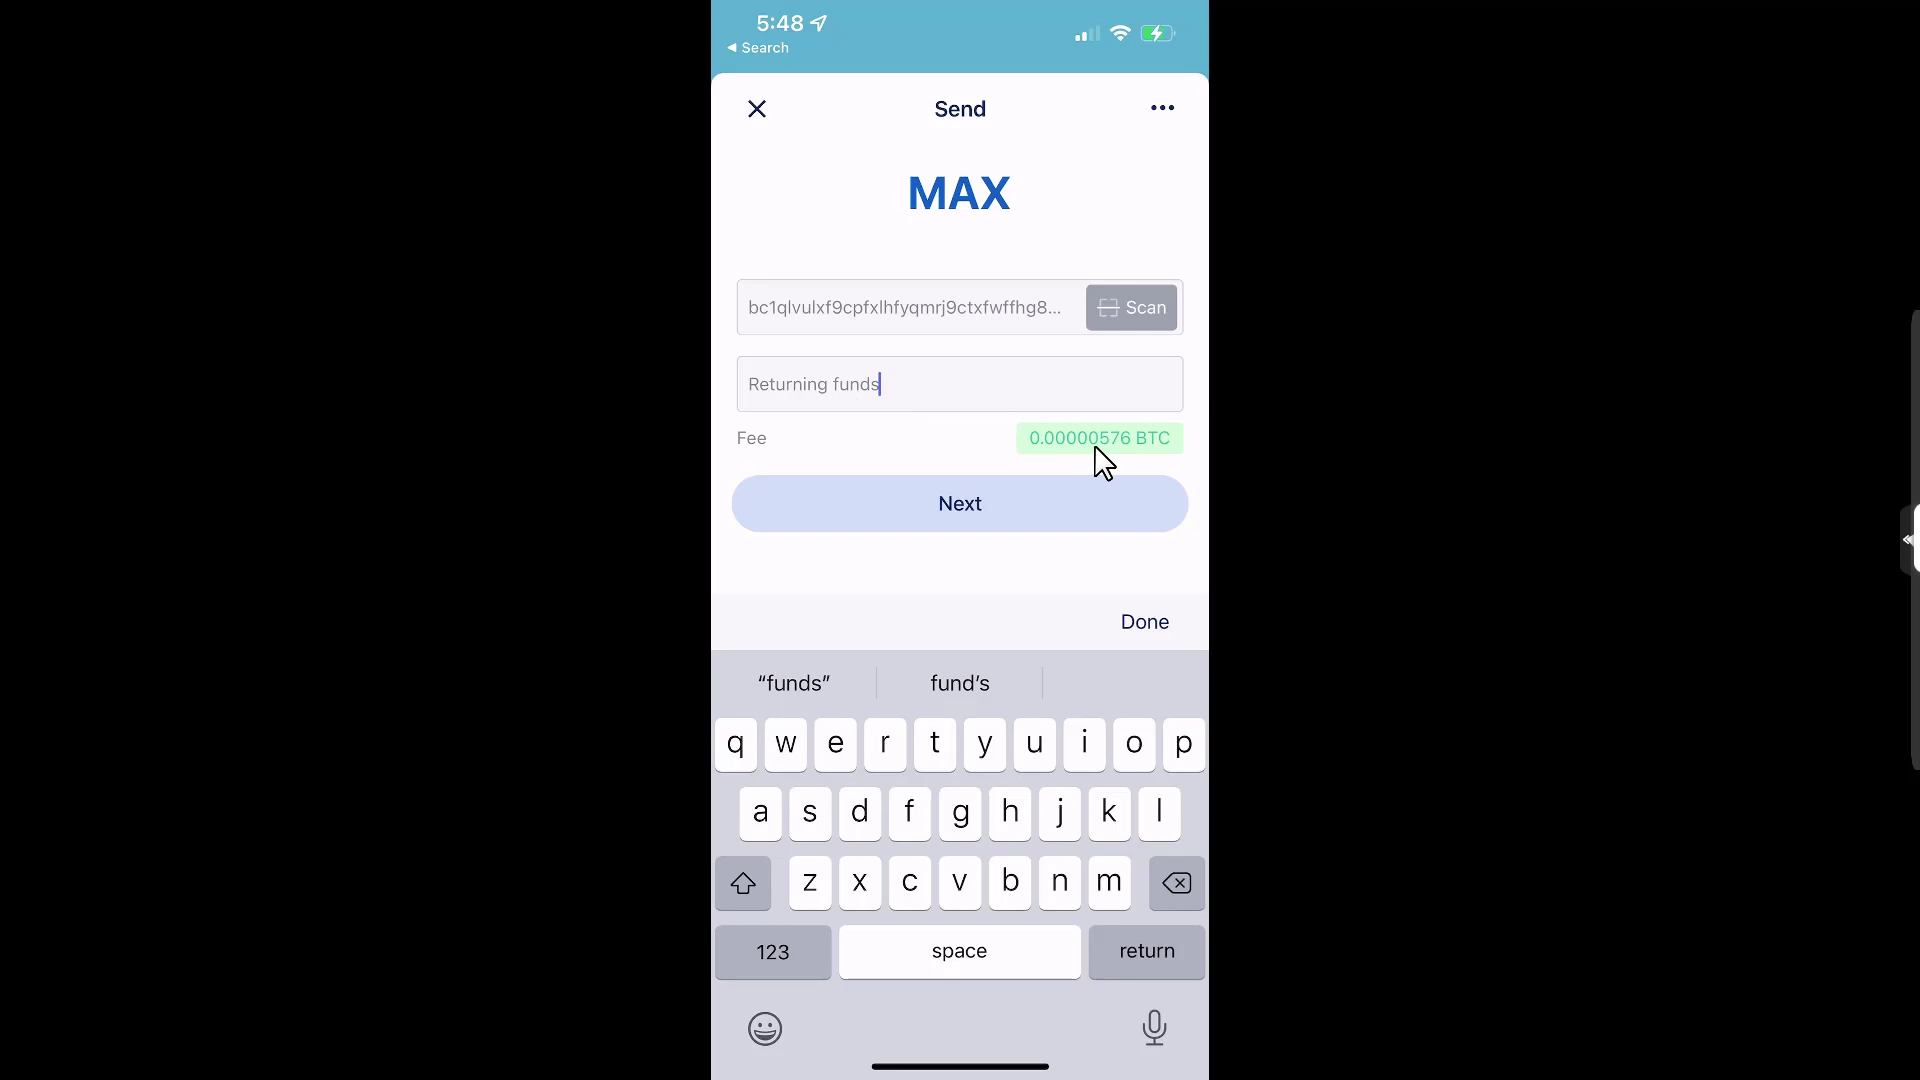 5:48
Search
Send
MAX
bc1qlvulxf9cpfxlhfyqmrj9ctxfwffhg8...
Scan
Returning funds
Fee
0.00000576 BTC
Next
Done
“funds”
fund's
q w e r t y u i o p
a s d f g h j k l
z x c v b n m
123
space
return